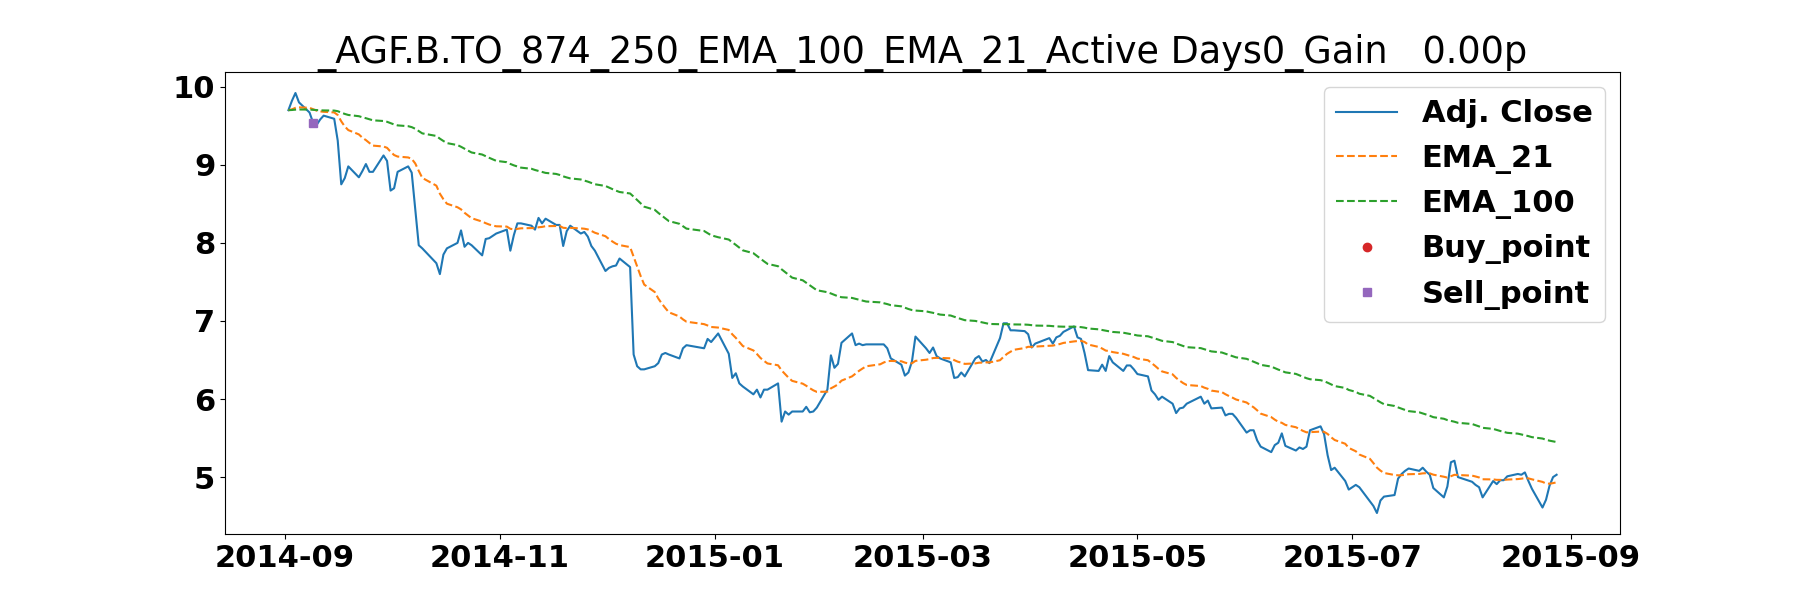 _AGF.B.TO_874_250_EMA_100_EMA_21_Active Days0_Gain   0.00p
10
9
8
7
6
5
Adj. Close
EMA_21
EMA_100
Buy_point
Sell_point
2014-09 2014-11 2015-01 2015-03 2015-05 2015-07 2015-09